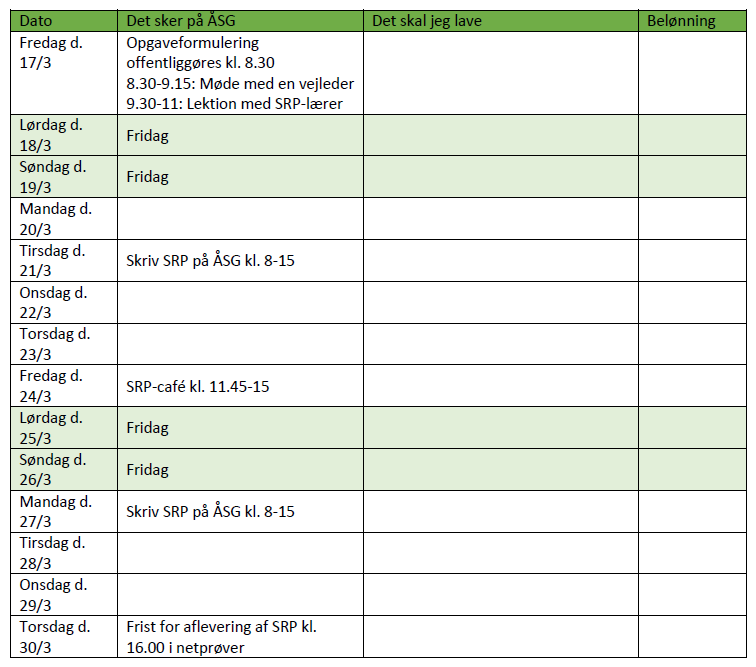 Dato Det sker på ÅSG Det skal jeg lave Belønning
Fredag d.
17/3
Opgaveformulering
offentliggøres kl. 8.30
8.30-9.15: Møde med en vejleder
9.30-11: Lektion med SRP-lærer
Lørdag d.
18/3
Fridag
Søndag d.
19/3
Fridag
Mandag d.
20/3
Tirsdag d.
21/3
Skriv SRP på ÅSG kl. 8-15
Onsdag d.
22/3
Torsdag d.
23/3
Fredag d.
24/3
SRP-café kl. 11.45-15
Lørdag d.
25/3
Fridag
Søndag d.
26/3
Fridag
Mandag d.
27/3
Skriv SRP på ÅSG kl. 8-15
Tirsdag d.
28/3
Onsdag d.
29/3
Torsdag d.
30/3
Frist for aflevering af SRP kl.
16.00 i netprøver